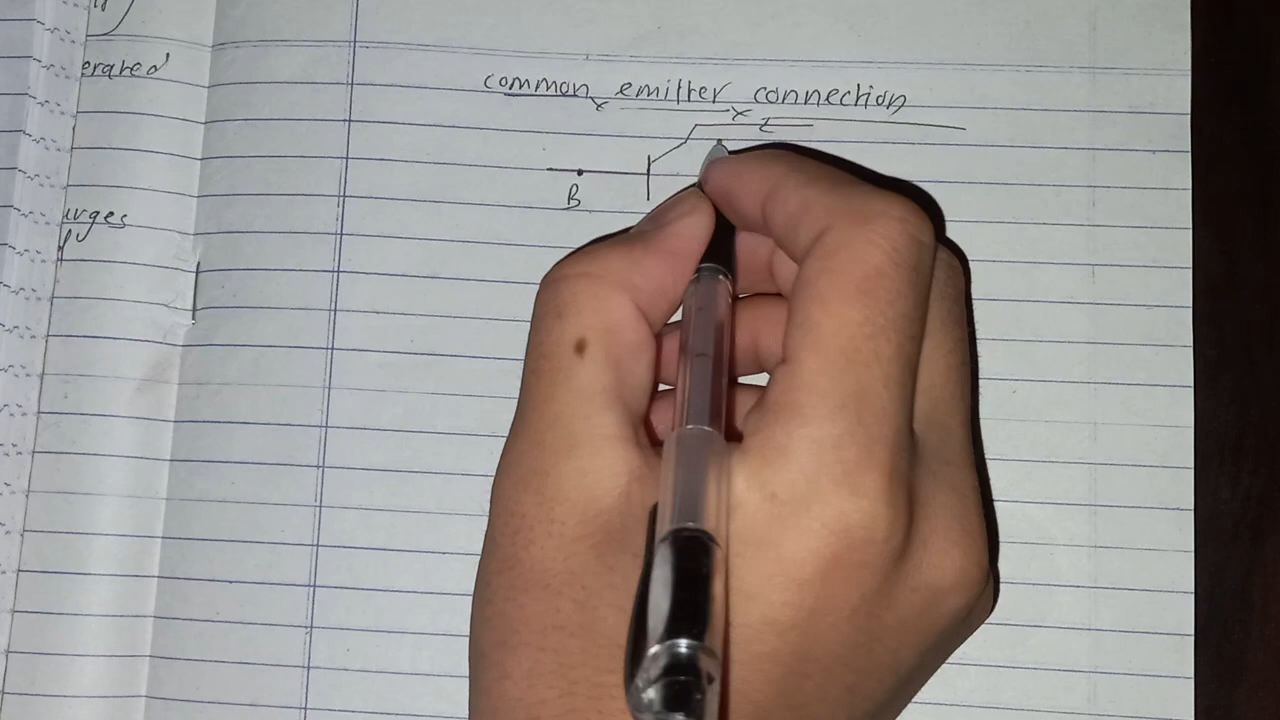 erated
common emitter connection
B
urges